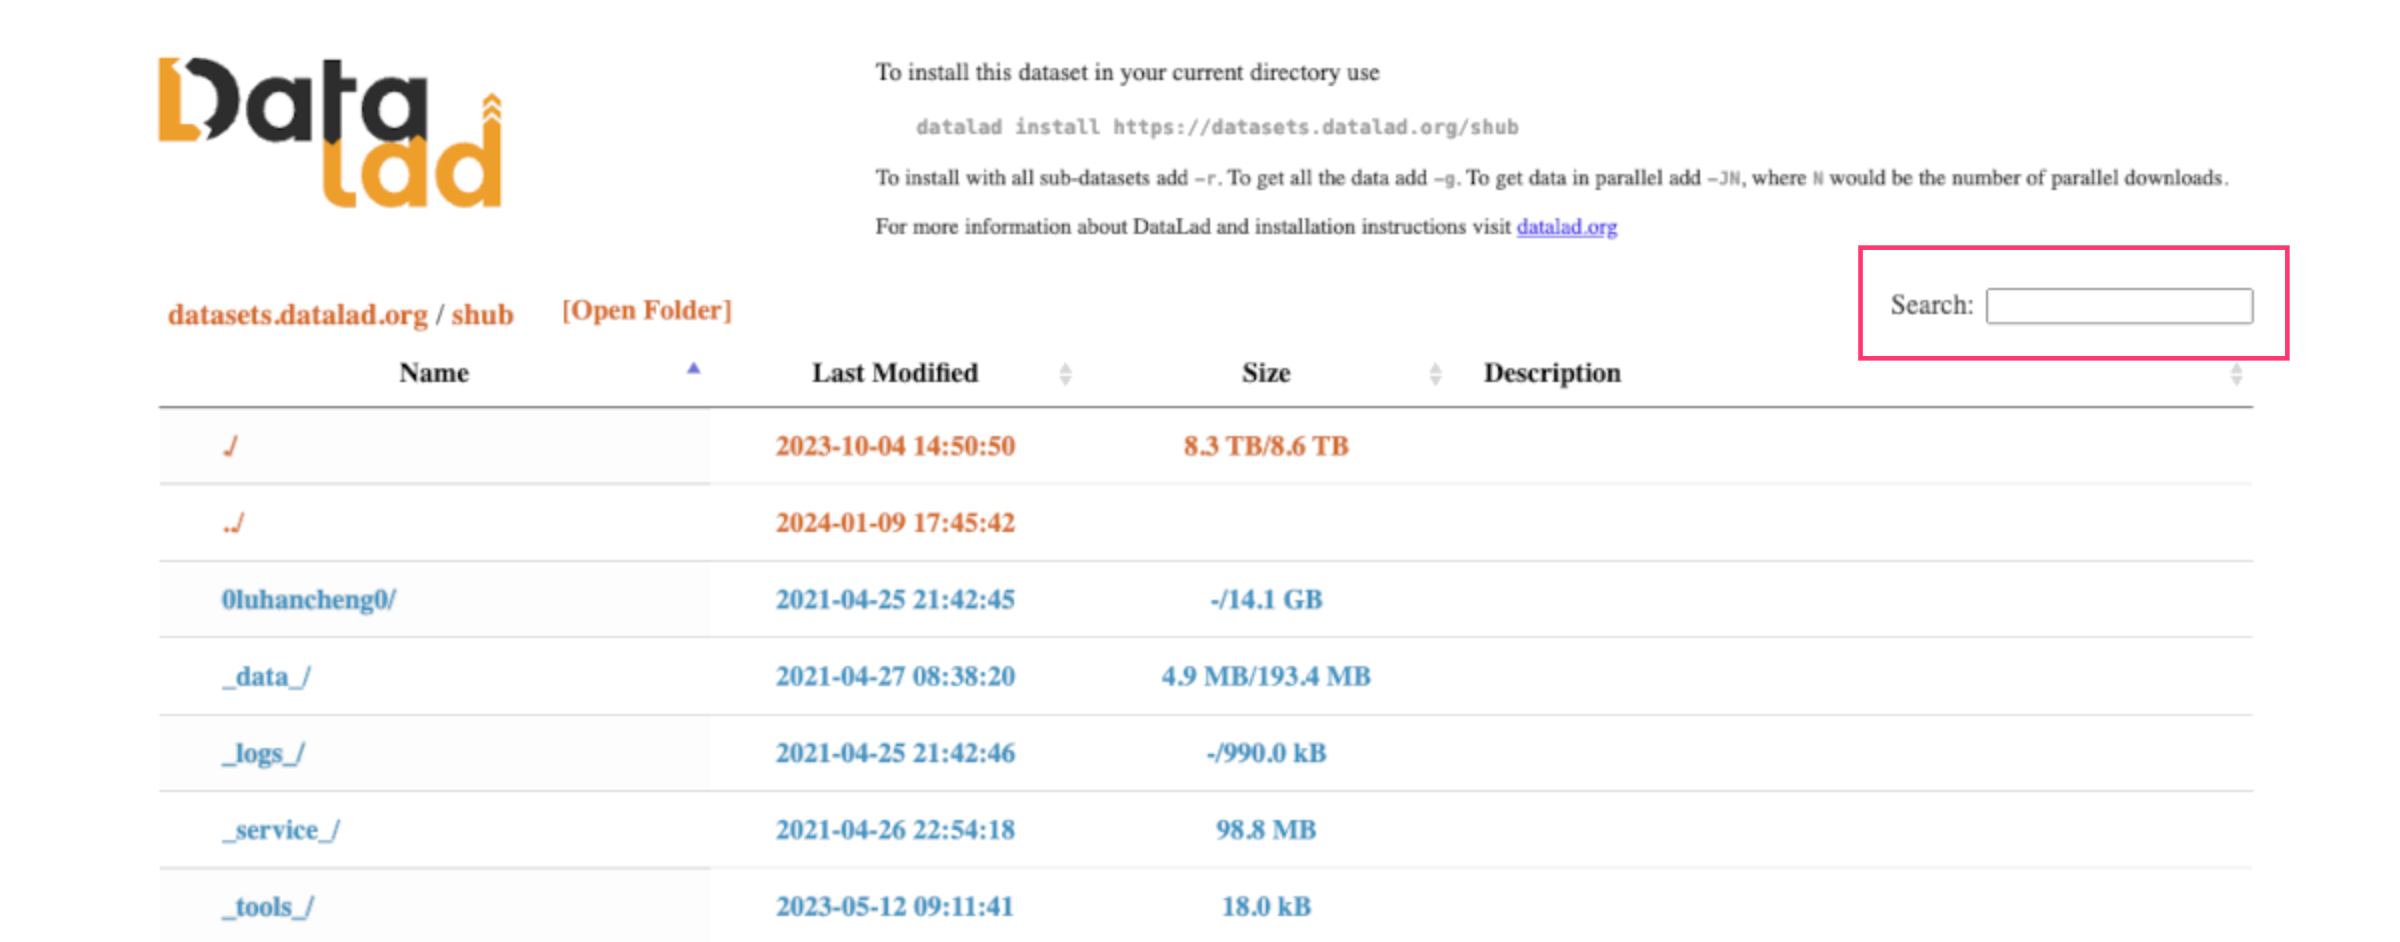 Data
lad
To install this dataset in your current directory use
datalad install https://datasets.datalad.org/shub
To install with all sub-datasets add -r. To get all the data add -g. To get data in parallel add -JN, where N would be the number of parallel downloads.
For more information about DataLad and installation instructions visit datalad.org
Search:
datasets.datalad.org / shub [Open Folder]
Name Last Modified Size Description
./ 2023-10-04 14:50:50 8.3 TB/8.6 TB
../ 2024-01-09 17:45:42
0luhancheng0/ 2021-04-25 21:42:45 -/14.1 GB
_data_/ 2021-04-27 08:38:20 4.9 MB/193.4 MB
_logs_/ 2021-04-25 21:42:46 -/990.0 kB
_service_/ 2021-04-26 22:54:18 98.8 MB
_tools_/ 2023-05-12 09:11:41 18.0 kB